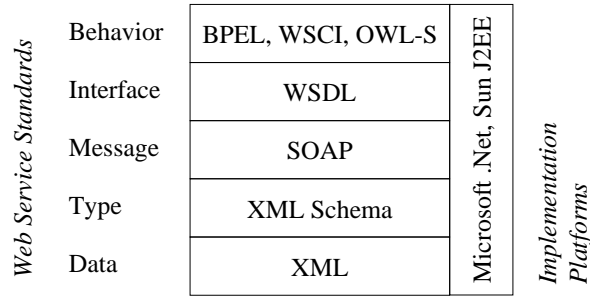 Web Service Standards
Behavior
BPEL, WSCI, OWL-S
Interface
WSDL
Message
SOAP
Type
XML Schema
Data
XML
Microsoft .Net, Sun J2EE
Implementation
Platforms